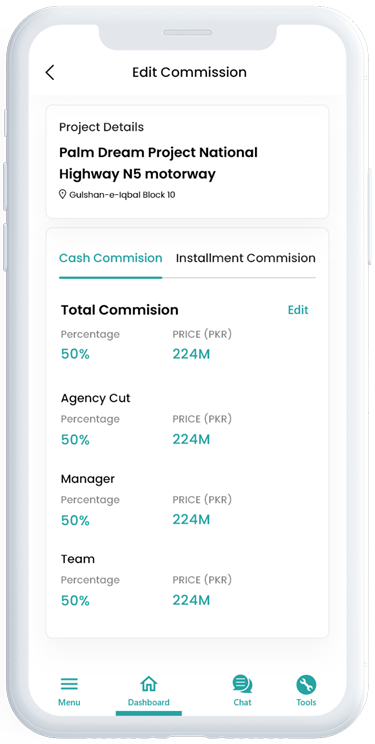 Edit Commission
Project Details
Palm Dream Project National
Highway N5 motorway
Gulshan-e-Iqbal Block 10
Cash Commision Installment Commision
Total Commision Edit
Percentage PRICE (PKR)
50% 224M
Agency Cut
Percentage PRICE (PKR)
50% 224M
Manager
Percentage PRICE (PKR)
50% 224M
Team
Percentage PRICE (PKR)
50% 224M
Menu Dashboard Chat Tools